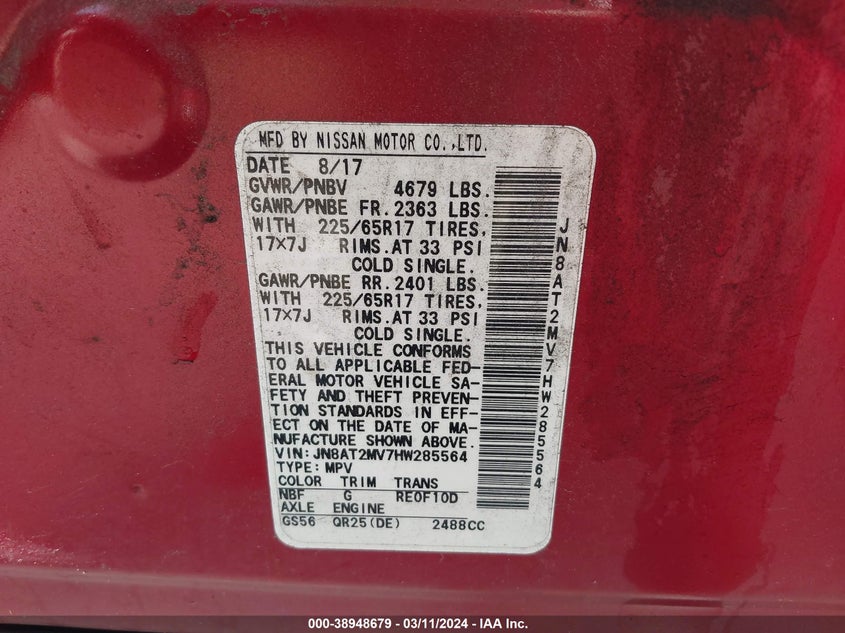 MFD BY NISSAN MOTOR CO.,LTD.
DATE 8/17
GVWR/PNBV 4679 LBS.
GAWR/PNBE FR. 2363 LBS.
WITH 225/65R17 TIRES,
17×7J RIMS.AT 33 PSI
COLD SINGLE.
GAWR/PNBE RR. 2401 LBS.
WITH 225/65R17 TIRES,
17×7J RIMS.AT 33 PSI
COLD SINGLE.
THIS VEHICLE CONFORMS
TO ALL APPLICABLE FED-
ERAL MOTOR VEHICLE SA-
FETY AND THEFT PREVEN-
TION STANDARDS IN EFF-
ECT ON THE DATE OF MA-
NUFACTURE SHOWN ABOVE.
VIN: JN8AT2MV7HW285564
TYPE: MPV
COLOR TRIM TRANS
NBF G RE0F10D
AXLE ENGINE
GS56 QR25(DE) 2488CC
JN8AT2MV7HW285564
000-38948679 - 03/11/2024 - IAA Inc.